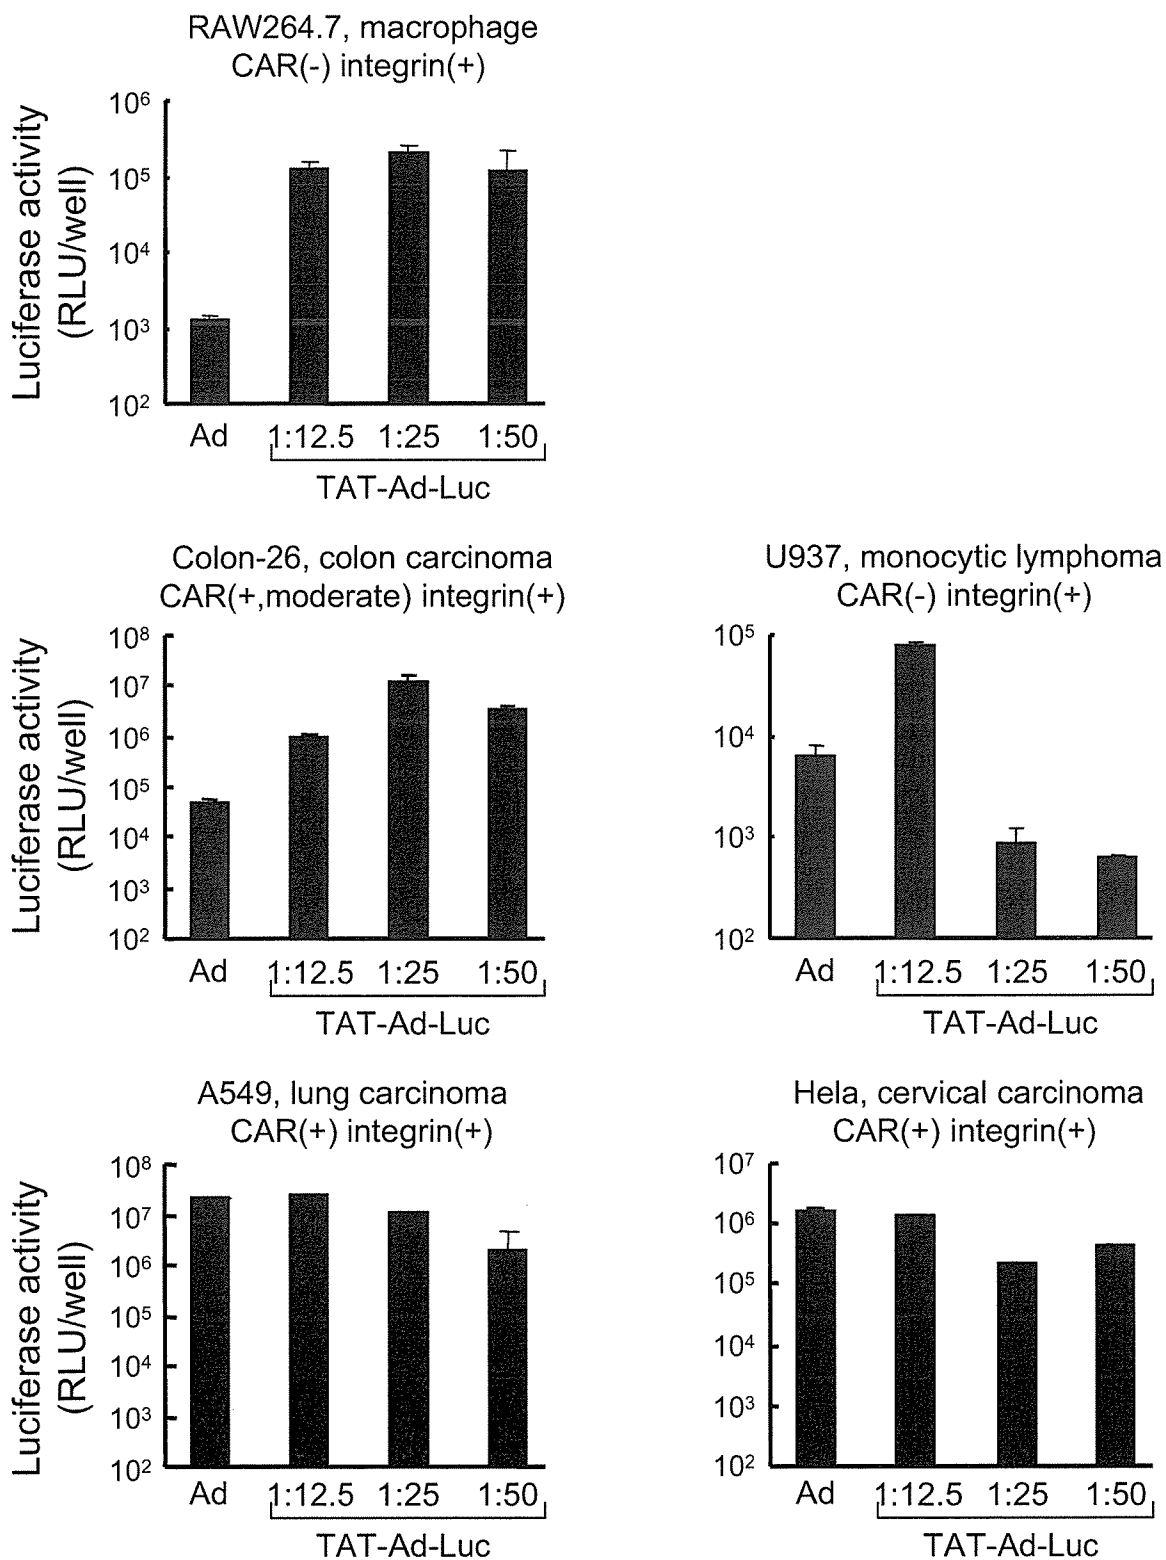 RAW264.7, macrophage
CAR(-) integrin(+)
Luciferase activity
(RLU/well)
10⁶
10⁵
10⁴
10³
10²
Ad 1:12.5 1:25 1:50
TAT-Ad-Luc
Colon-26, colon carcinoma
CAR(+,moderate) integrin(+)
Luciferase activity
(RLU/well)
10⁸
10⁷
10⁶
10⁵
10⁴
10³
10²
Ad 1:12.5 1:25 1:50
TAT-Ad-Luc
U937, monocytic lymphoma
CAR(-) integrin(+)
10⁵
10⁴
10³
10²
Ad 1:12.5 1:25 1:50
TAT-Ad-Luc
A549, lung carcinoma
CAR(+) integrin(+)
Luciferase activity
(RLU/well)
10⁸
10⁷
10⁶
10⁵
10⁴
10³
10²
Ad 1:12.5 1:25 1:50
TAT-Ad-Luc
Hela, cervical carcinoma
CAR(+) integrin(+)
10⁷
10⁶
10⁵
10⁴
10³
10²
Ad 1:12.5 1:25 1:50
TAT-Ad-Luc